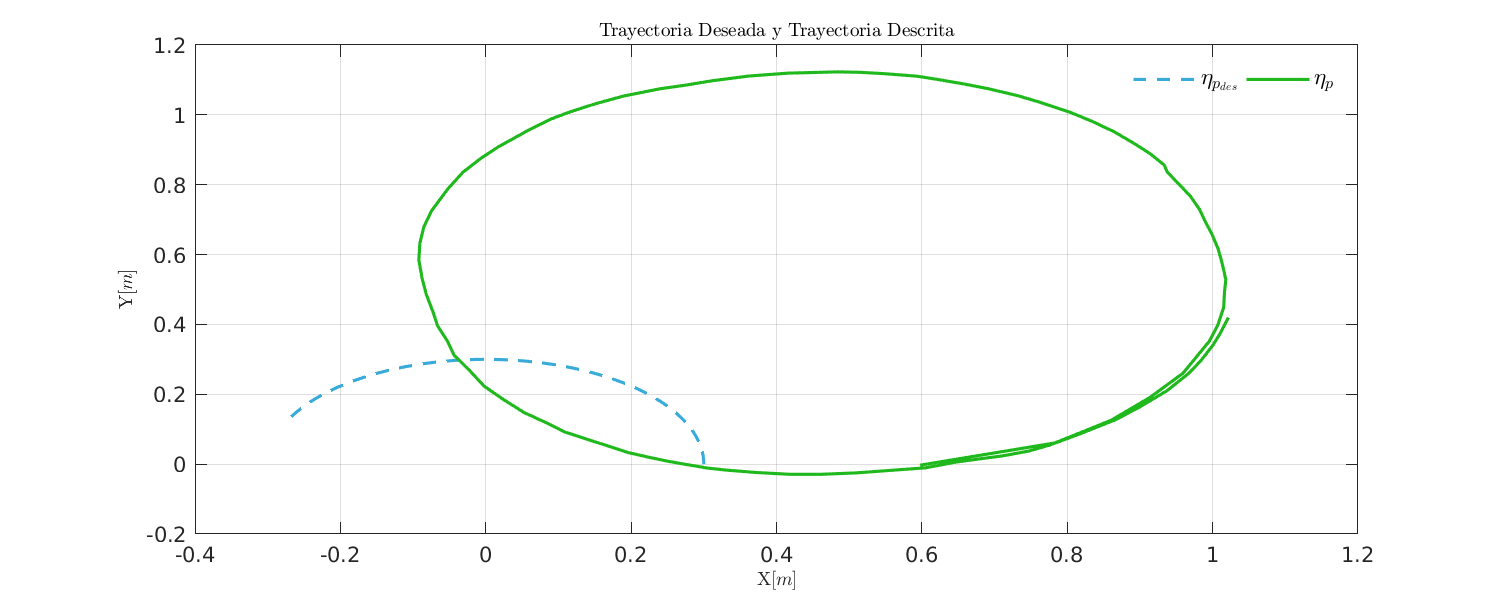 Trayectoria Deseada y Trayectoria Descrita
1.2
η_{p_{des}} η_p
1
0.8
0.6
Y[m]
0.4
0.2
0
-0.2
-0.4 -0.2 0 0.2 0.4 0.6 0.8 1 1.2
X[m]